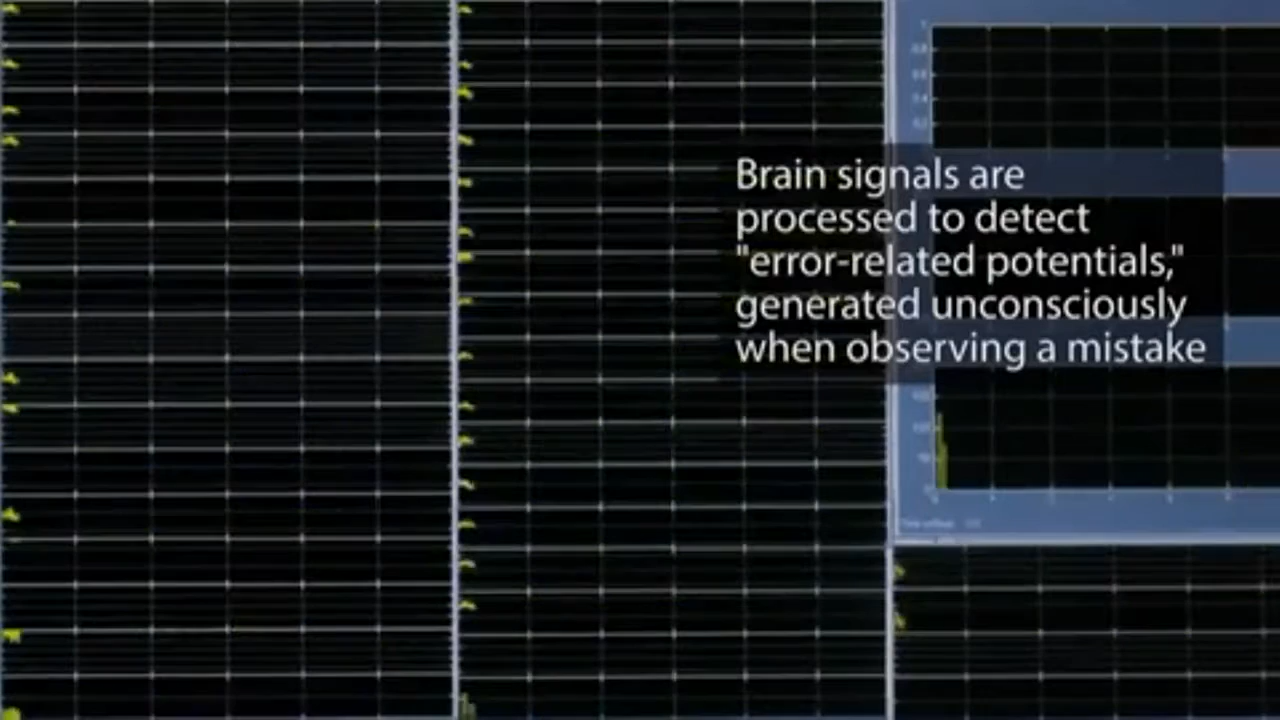 Brain signals are
processed to detect
"error-related potentials,"
generated unconsciously
when observing a mistake